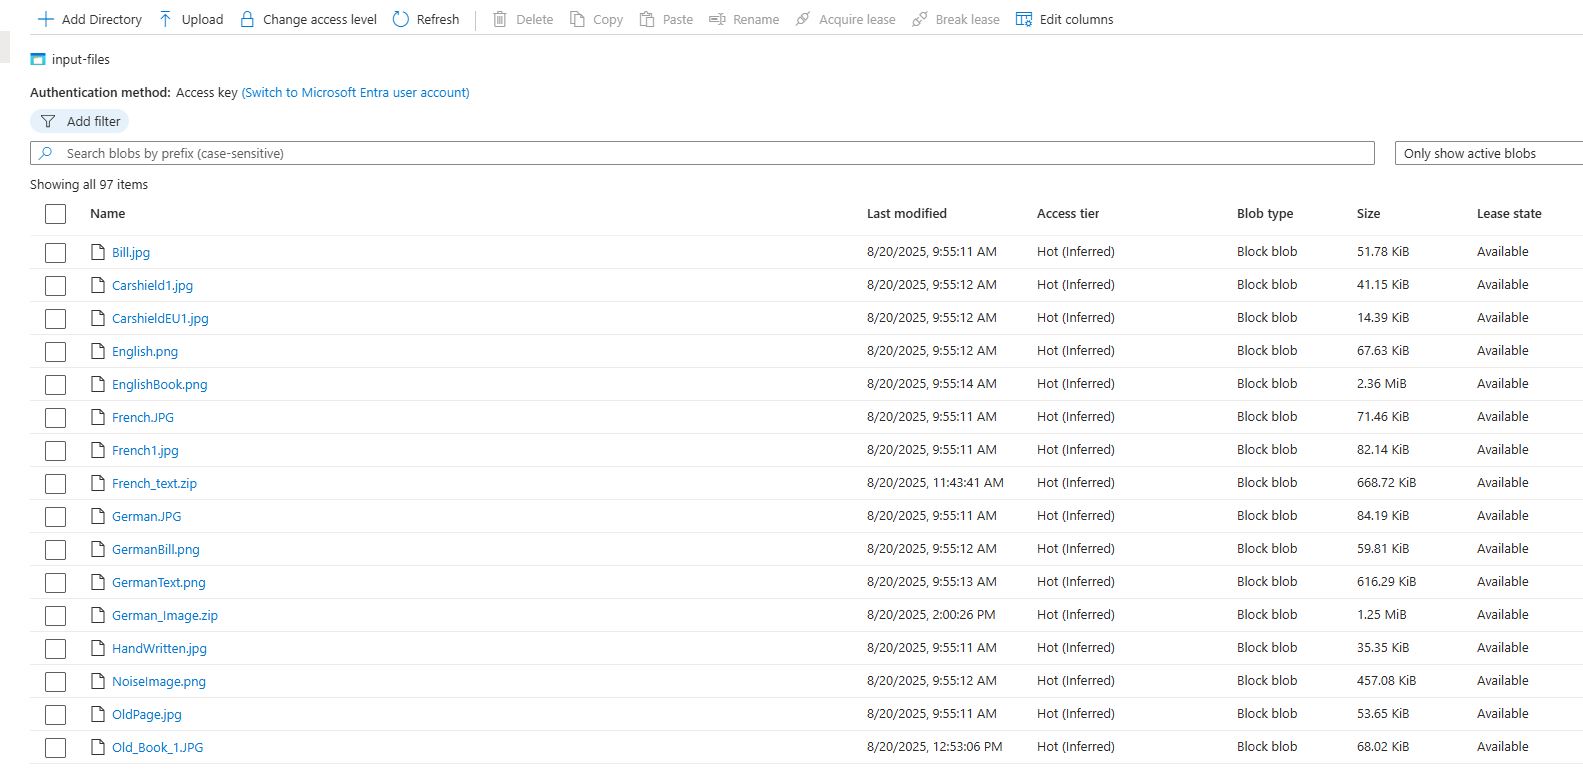 Add Directory Upload Change access level Refresh Delete Copy Paste Rename Acquire lease Break lease Edit columns
input-files
Authentication method: Access key (Switch to Microsoft Entra user account)
Add filter
Search blobs by prefix (case-sensitive) Only show active blobs
Showing all 97 items
Name Last modified Access tier Blob type Size Lease state
Bill.jpg 8/20/2025, 9:55:11 AM Hot (Inferred) Block blob 51.78 KiB Available
Carshield1.jpg 8/20/2025, 9:55:12 AM Hot (Inferred) Block blob 41.15 KiB Available
CarshieldEU1.jpg 8/20/2025, 9:55:12 AM Hot (Inferred) Block blob 14.39 KiB Available
English.png 8/20/2025, 9:55:12 AM Hot (Inferred) Block blob 67.63 KiB Available
EnglishBook.png 8/20/2025, 9:55:14 AM Hot (Inferred) Block blob 2.36 MiB Available
French.JPG 8/20/2025, 9:55:11 AM Hot (Inferred) Block blob 71.46 KiB Available
French1.jpg 8/20/2025, 9:55:11 AM Hot (Inferred) Block blob 82.14 KiB Available
French_text.zip 8/20/2025, 11:43:41 AM Hot (Inferred) Block blob 668.72 KiB Available
German.JPG 8/20/2025, 9:55:11 AM Hot (Inferred) Block blob 84.19 KiB Available
GermanBill.png 8/20/2025, 9:55:12 AM Hot (Inferred) Block blob 59.81 KiB Available
GermanText.png 8/20/2025, 9:55:13 AM Hot (Inferred) Block blob 616.29 KiB Available
German_Image.zip 8/20/2025, 2:00:26 PM Hot (Inferred) Block blob 1.25 MiB Available
HandWritten.jpg 8/20/2025, 9:55:11 AM Hot (Inferred) Block blob 35.35 KiB Available
NoiseImage.png 8/20/2025, 9:55:12 AM Hot (Inferred) Block blob 457.08 KiB Available
OldPage.jpg 8/20/2025, 9:55:11 AM Hot (Inferred) Block blob 53.65 KiB Available
Old_Book_1.JPG 8/20/2025, 12:53:06 PM Hot (Inferred) Block blob 68.02 KiB Available